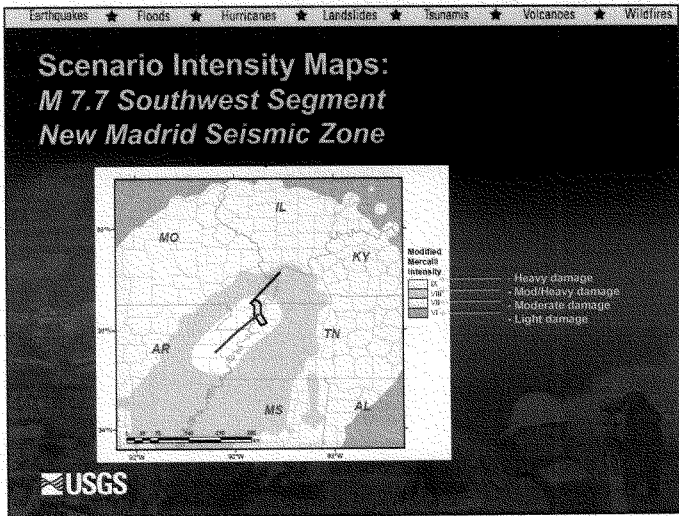 Earthquakes ★ Floods ★ Hurricanes ★ Landslides ★ Tsunamis ★ Volcanoes ★ Wildfires
Scenario Intensity Maps:
M 7.7 Southwest Segment
New Madrid Seismic Zone
IL
MO
KY
AR
TN
MS
AL
Modified
Mercalli
Intensity
IX
VIII
VII
VI
- Heavy damage
- Mod/Heavy damage
- Moderate damage
- Light damage
USGS